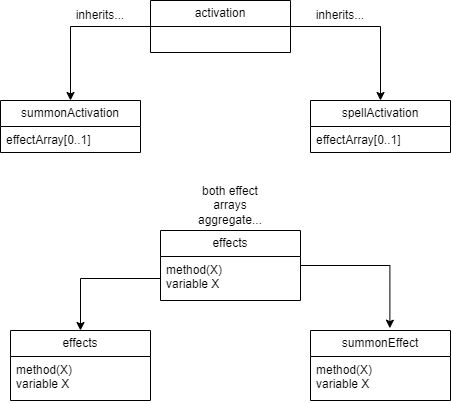 activation
inherits...
inherits...
summonActivation
effectArray[0..1]
spellActivation
effectArray[0..1]
both effect
arrays
aggregate...
effects
method(X)
variable X
effects
method(X)
variable X
summonEffect
method(X)
variable X